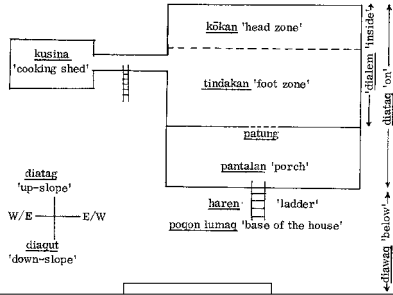 kōkan 'head zone'
kusina
'cooking shed'
tindakan 'foot zone'
dialem 'inside'
diatag 'on'
patung
pantalan 'porch'
diatag
'up-slope'
haren 'ladder'
W/E E/W
poqon lumaq 'base of the house'
diagut
'down-slope'
diawag 'below'